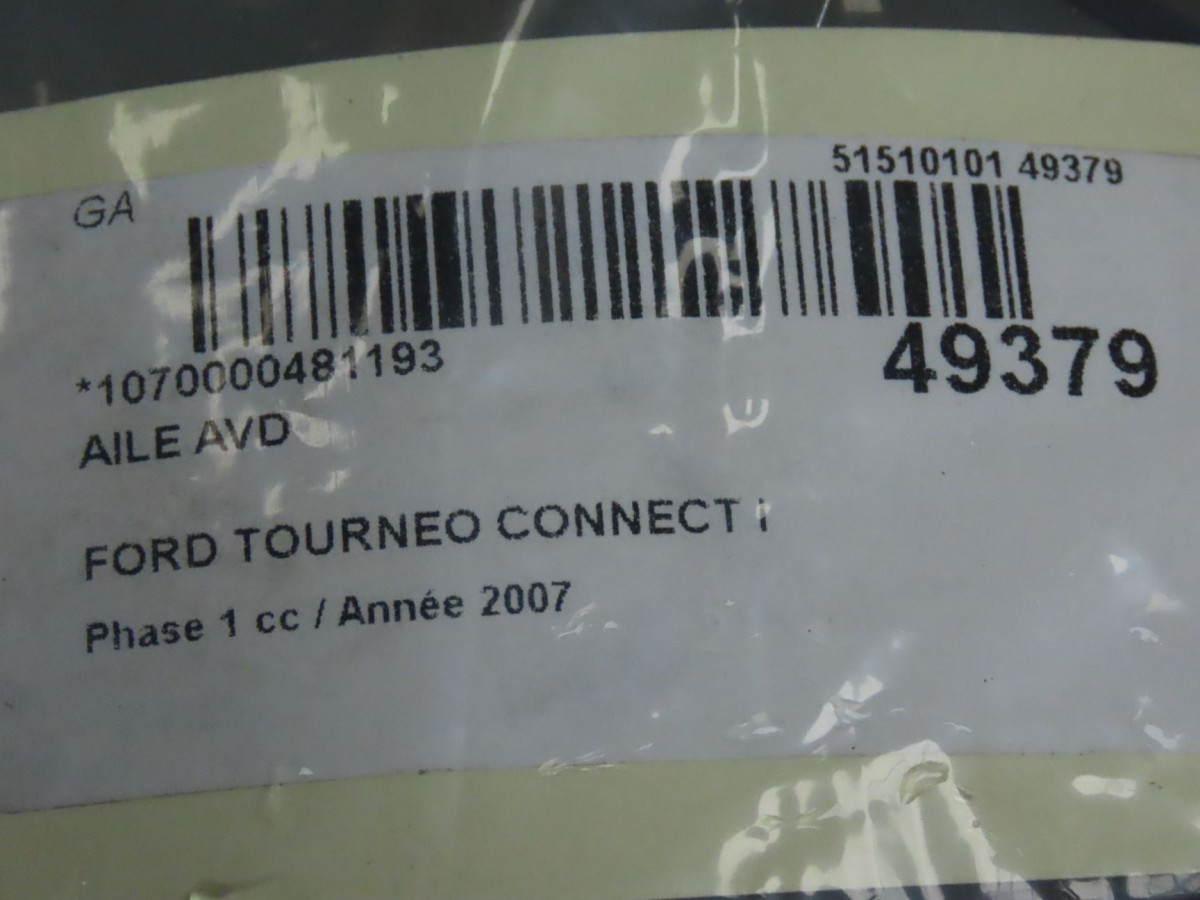 51510101 49379
GA
49379
*1070000481193
AILE AVD
FORD TOURNEO CONNECT I
Phase 1 cc / Année 2007